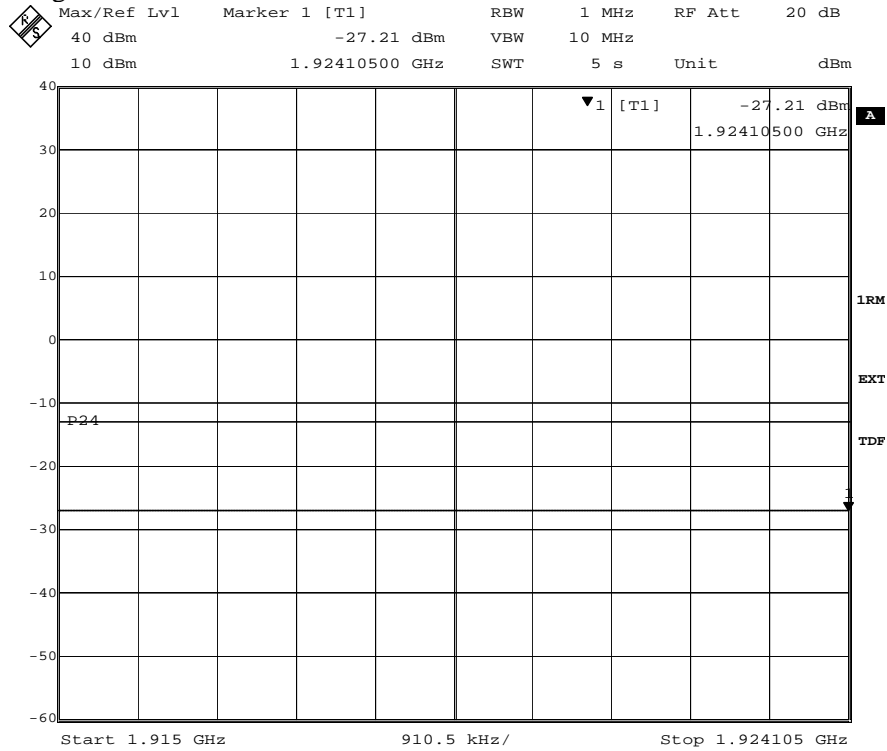 R S
Max/Ref Lvl Marker 1 [T1] RBW 1 MHz RF Att 20 dB
40 dBm -27.21 dBm VBW 10 MHz
10 dBm 1.92410500 GHz SWT 5 s Unit dBm
40
1 [T1] -27.21 dBm
A
1.92410500 GHz
30
20
10
1RM
0
EXT
-10
P24
TDF
-20
1
-30
-40
-50
-60
Start 1.915 GHz 910.5 kHz/ Stop 1.924105 GHz